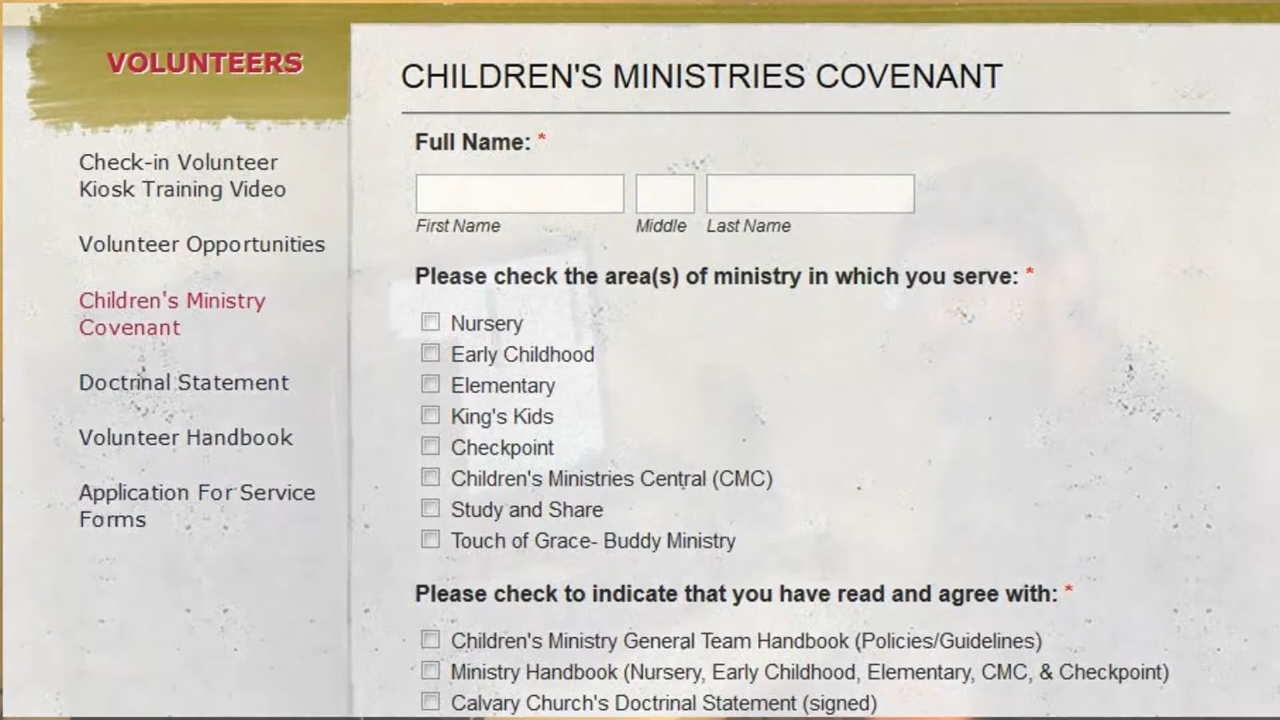 VOLUNTEERS
Check-in Volunteer
Kiosk Training Video
Volunteer Opportunities
Children's Ministry
Covenant
Doctrinal Statement
Volunteer Handbook
Application For Service
Forms
CHILDREN'S MINISTRIES COVENANT
Full Name: *
First Name Middle Last Name
Please check the area(s) of ministry in which you serve: *
Nursery
Early Childhood
Elementary
King's Kids
Checkpoint
Children's Ministries Central (CMC)
Study and Share
Touch of Grace- Buddy Ministry
Please check to indicate that you have read and agree with: *
Children's Ministry General Team Handbook (Policies/Guidelines)
Ministry Handbook (Nursery, Early Childhood, Elementary, CMC, & Checkpoint)
Calvary Church's Doctrinal Statement (signed)